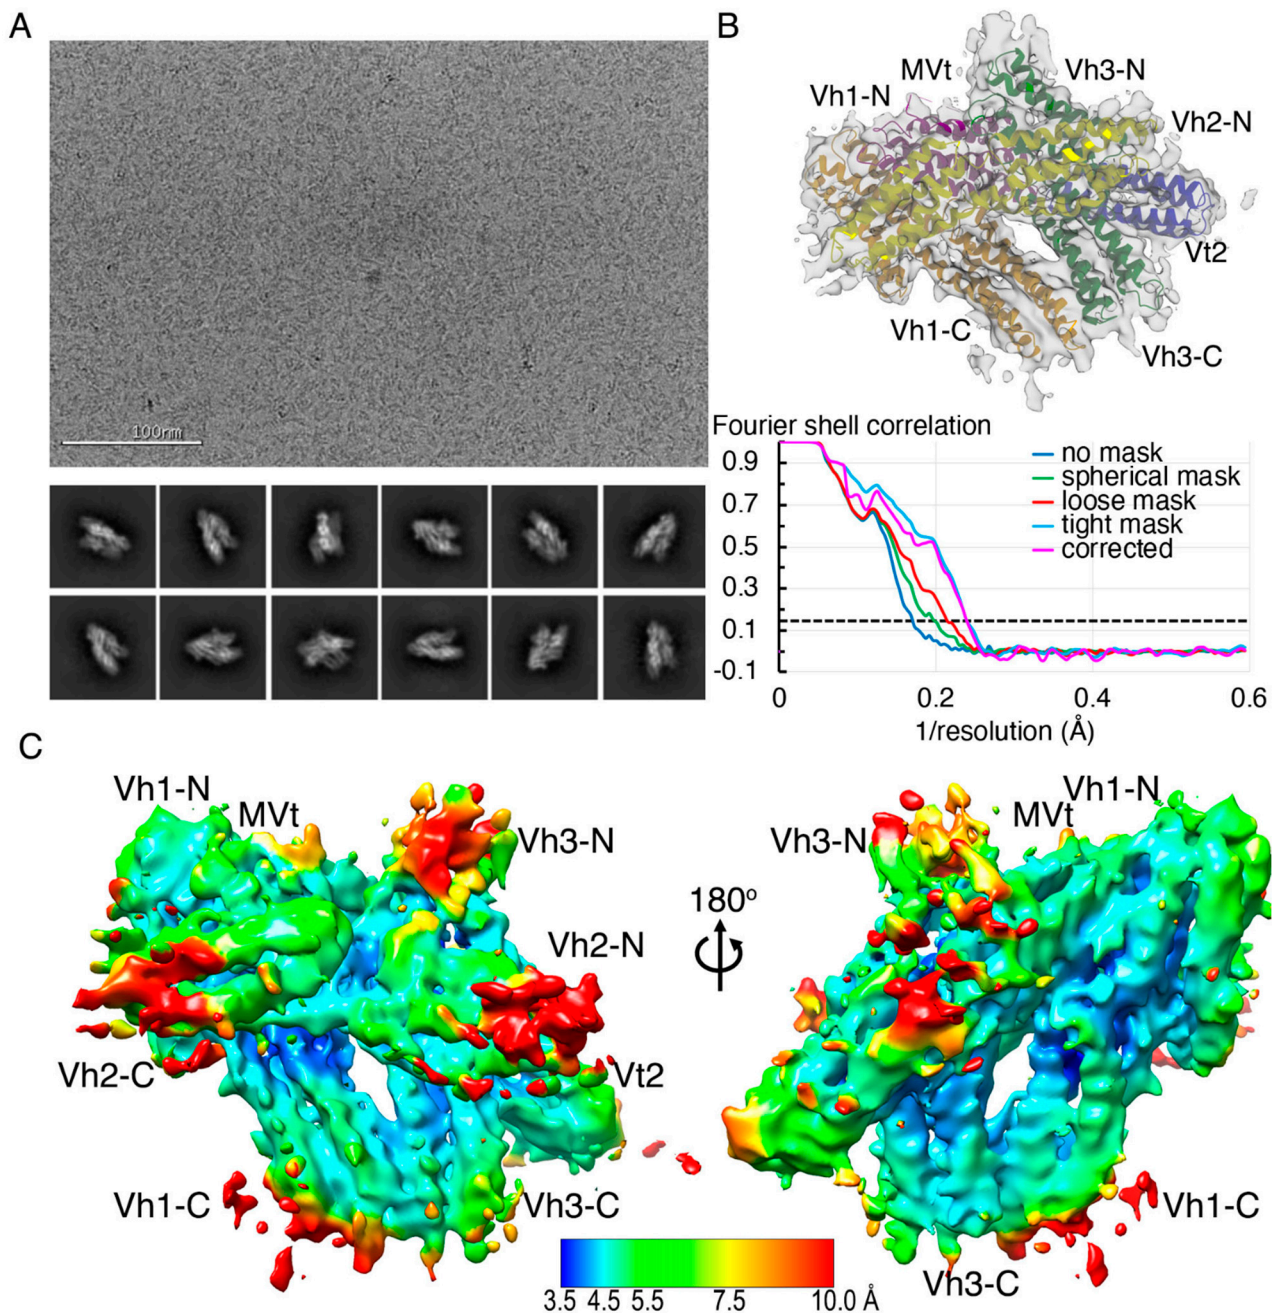 A
B
100nm
MVt
Vh3-N
Vh1-N
Vh2-N
Vt2
Vh1-C
Vh3-C
Fourier shell correlation
0.9
0.7
0.5
0.3
0.1
-0.1
no mask
spherical mask
loose mask
tight mask
corrected
0
0.2
0.4
0.6
1/resolution (Å)
C
Vh1-N
MVt
Vh3-N
Vh2-N
Vh2-C
Vt2
Vh1-C
Vh3-C
180°
Vh3-N
MVt
Vh1-N
Vh1-C
Vh3-C
3.5 4.5 5.5 7.5 10.0 Å